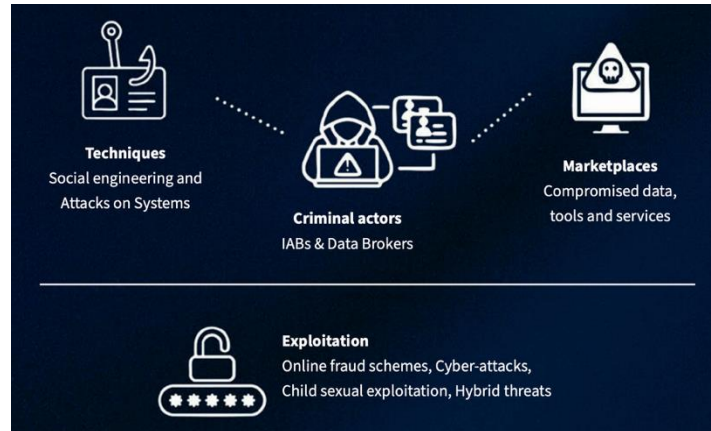 Techniques
Social engineering and
Attacks on Systems
Criminal actors
IABs & Data Brokers
Marketplaces
Compromised data,
tools and services
Exploitation
Online fraud schemes, Cyber-attacks,
Child sexual exploitation, Hybrid threats